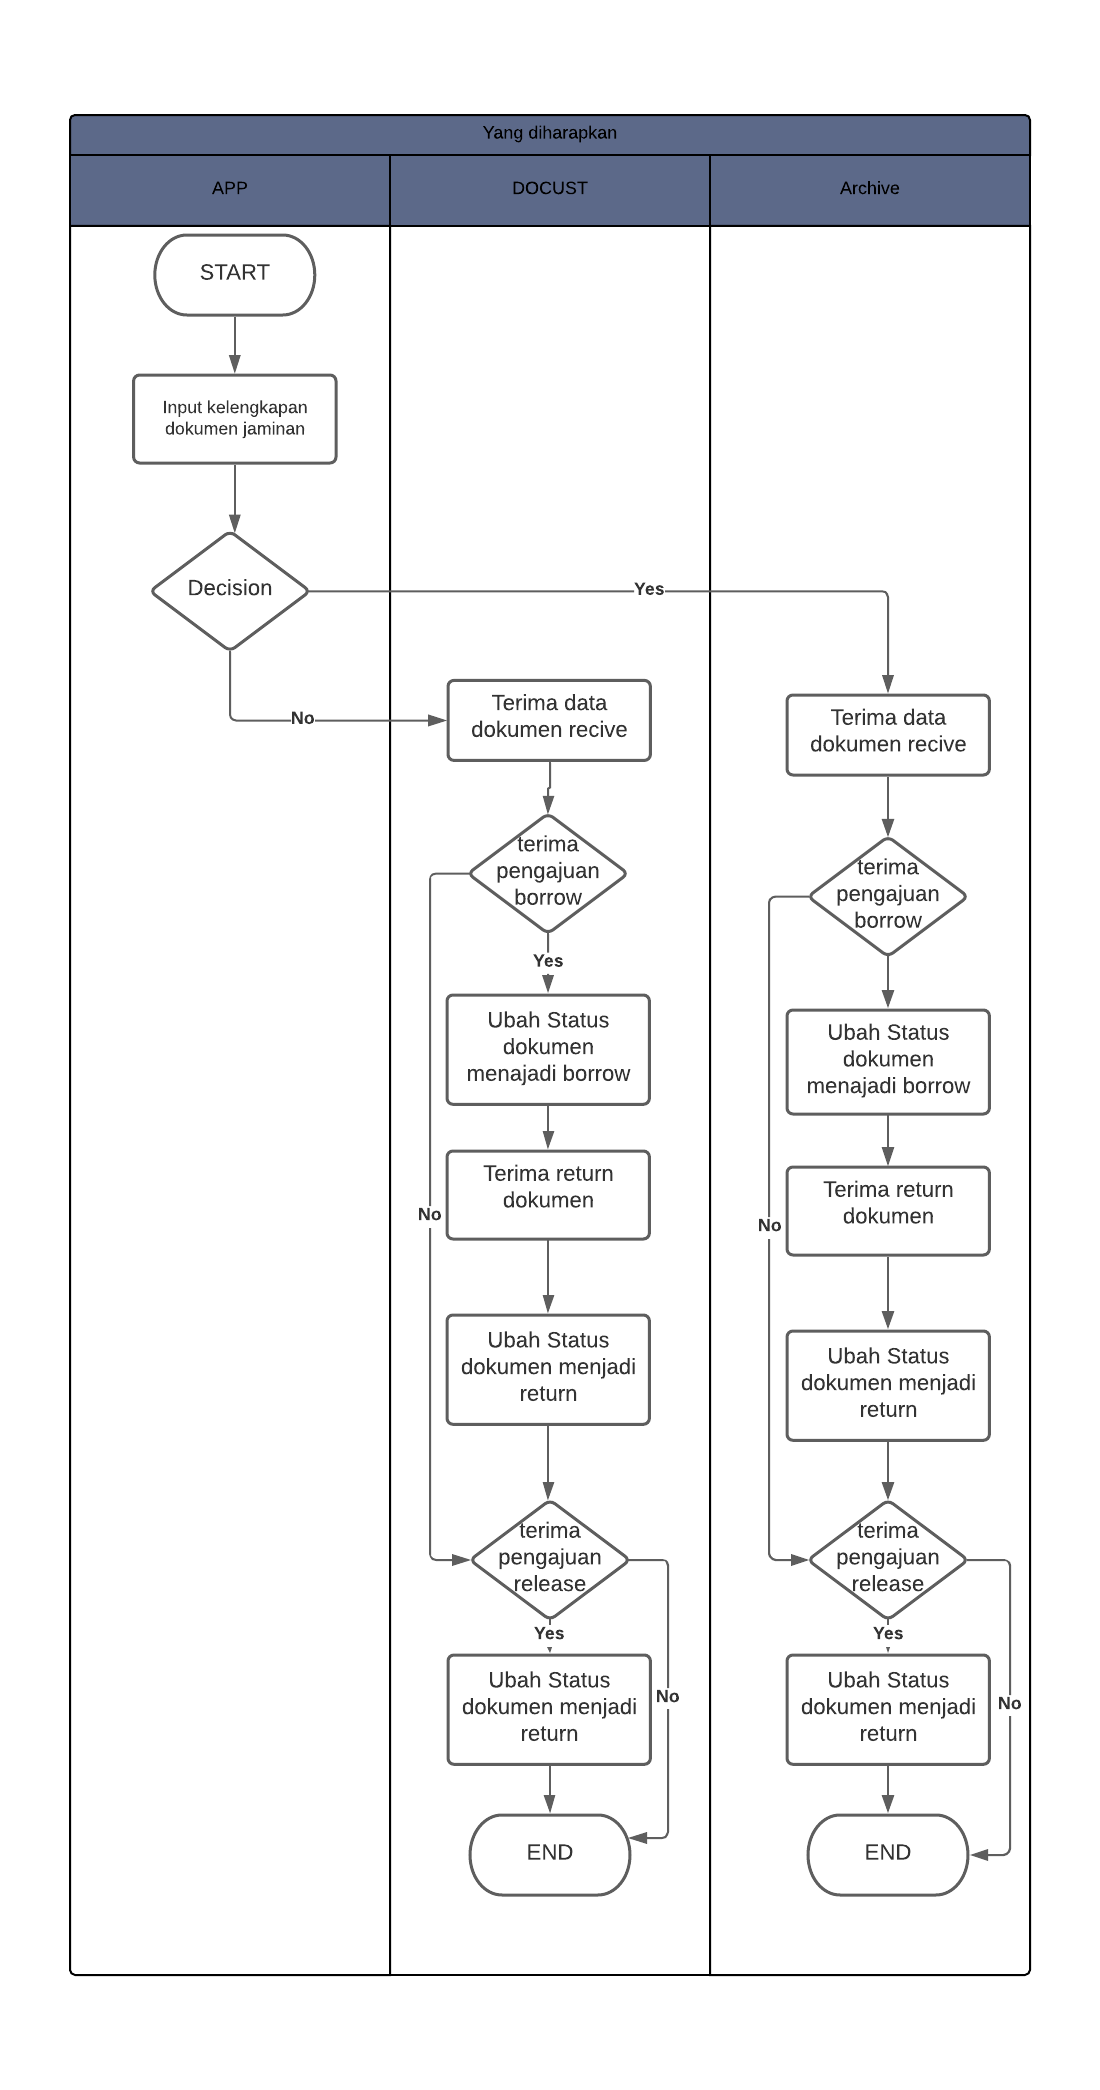 Yang diharapkan
APP
DOCUST
Archive
START
Input kelengkapan
dokumen jaminan
Decision
Yes
No
Terima data
dokumen recive
terima
pengajuan
borrow
Yes
Ubah Status
dokumen
menajadi borrow
Terima return
dokumen
No
Ubah Status
dokumen menjadi
return
terima
pengajuan
release
Yes
Ubah Status
dokumen menjadi
return
No
END
Terima data
dokumen recive
terima
pengajuan
borrow
Ubah Status
dokumen
menajadi borrow
Terima return
dokumen
No
Ubah Status
dokumen menjadi
return
terima
pengajuan
release
Yes
Ubah Status
dokumen menjadi
return
No
END